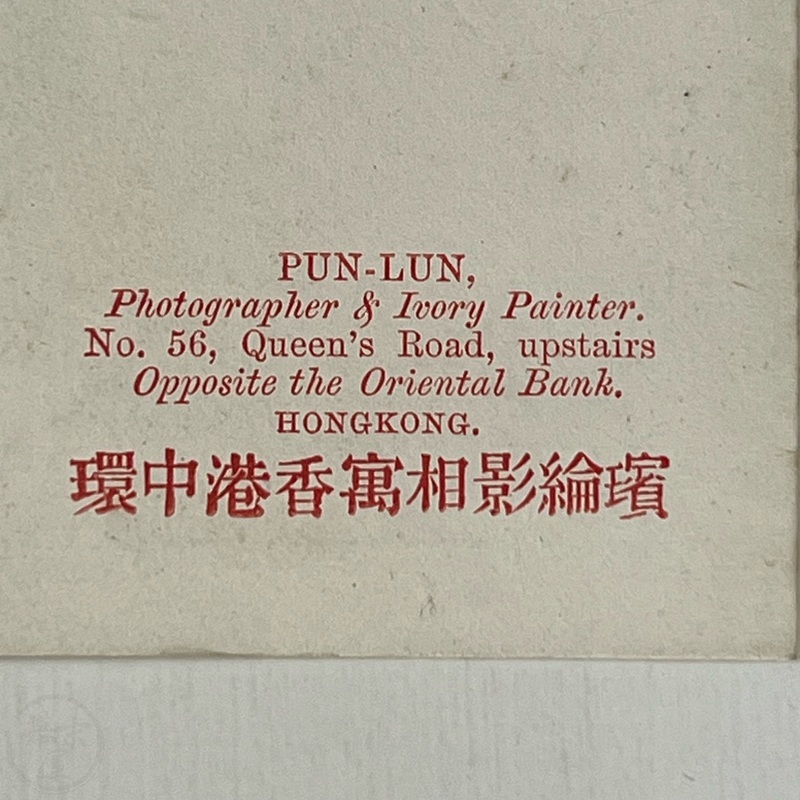 PUN-LUN,
Photographer & Ivory Painter.
No. 56, Queen's Road, upstairs
Opposite the Oriental Bank.
HONGKONG.
璸綸影相寓香港中環